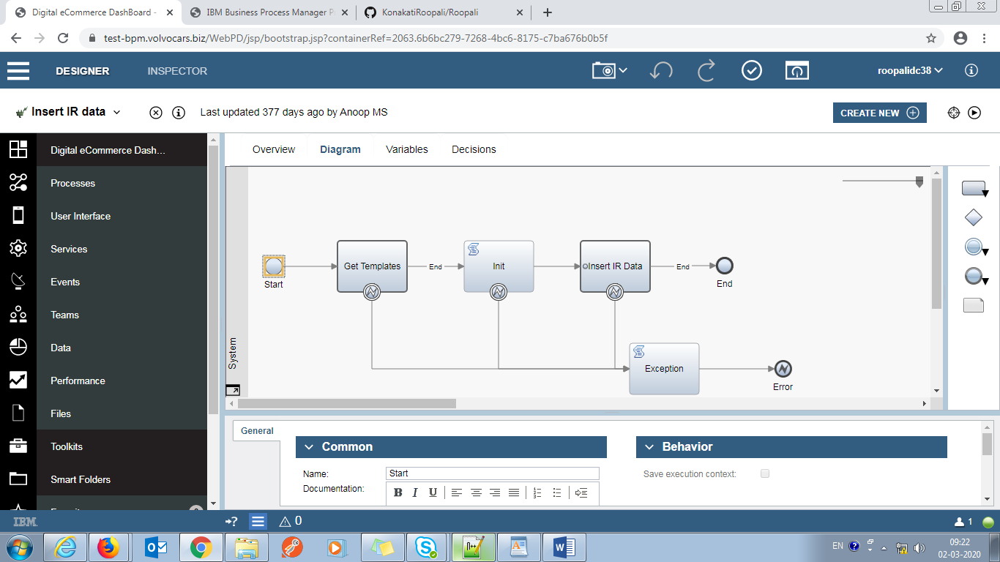 Digital eCommerce DashBoard -
IBM Business Process Manager P
KonakatiRoopali/Roopali
test-bpm.volvocars.biz/WebPD/jsp/bootstrap.jsp?containerRef=2063.6b6bc279-7268-4bc6-8175-c7ba676b0b5f
DESIGNER
INSPECTOR
roopalidc38
Insert IR data
Last updated 377 days ago by Anoop MS
CREATE NEW
Digital eCommerce Dash...
Processes
User Interface
Services
Events
Teams
Data
Performance
Files
Toolkits
Smart Folders
Overview
Diagram
Variables
Decisions
System
Start
Get Templates
End
Init
Insert IR Data
End
End
Exception
Error
General
Common
Behavior
Name:
Start
Save execution context:
Documentation:
B I U
IBM
0
1
EN
09:22
02-03-2020